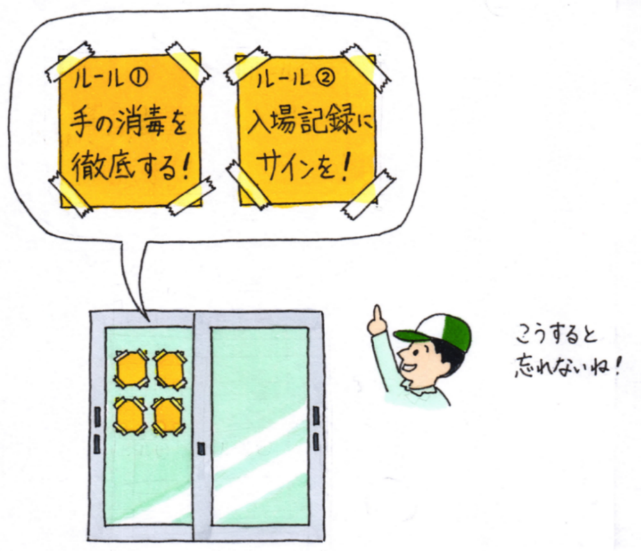 ルール①
手の消毒を
徹底する!
ルール②
入場記録に
サインを!
こうすると
忘れないね!